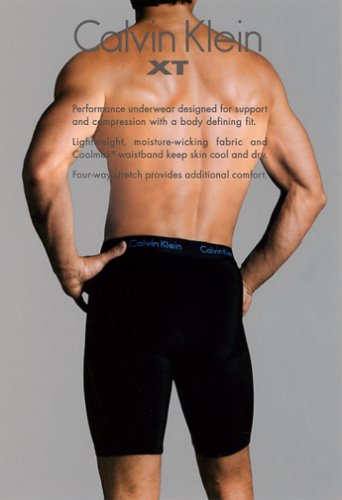 Calvin Klein
XT
Performance underwear designed for support
and compression with a body defining fit.
Lightweight, moisture-wicking fabric and
Coolmax® waistband keep skin cool and dry.
Four-way stretch provides additional comfort.
Calvin Klein Calvin Klein